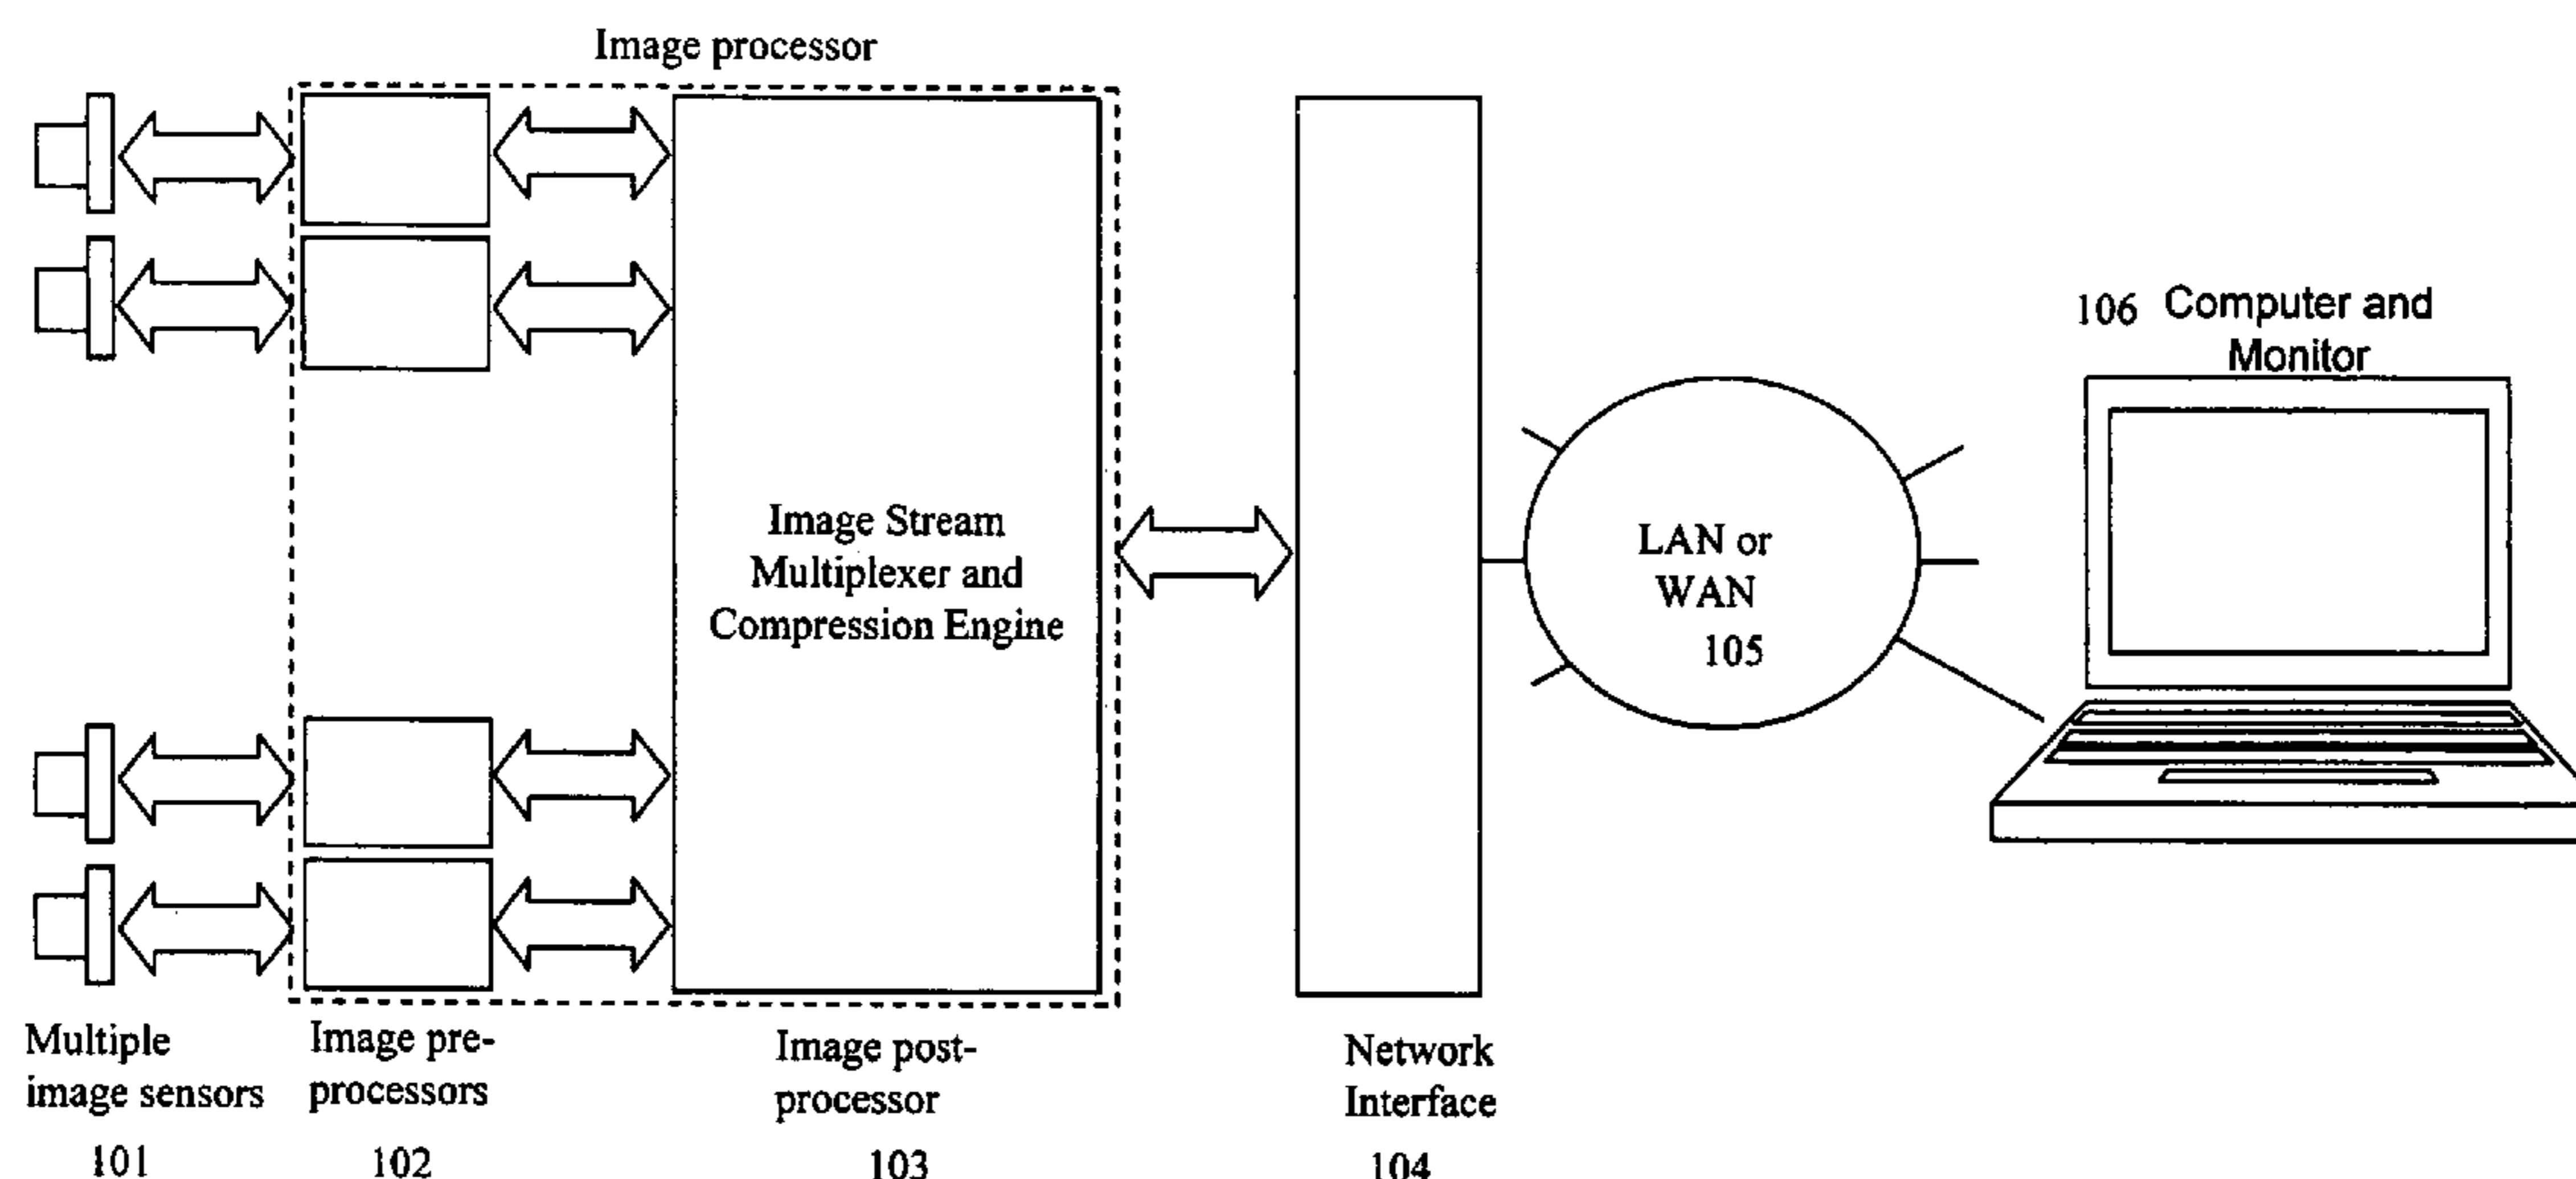 Image processor
106 Computer and
Monitor
Image Stream
Multiplexer and
Compression Engine
LAN or
WAN
105
Multiple
image sensors
101
Image pre-
processors
102
Image post-
processor
103
Network
Interface
104